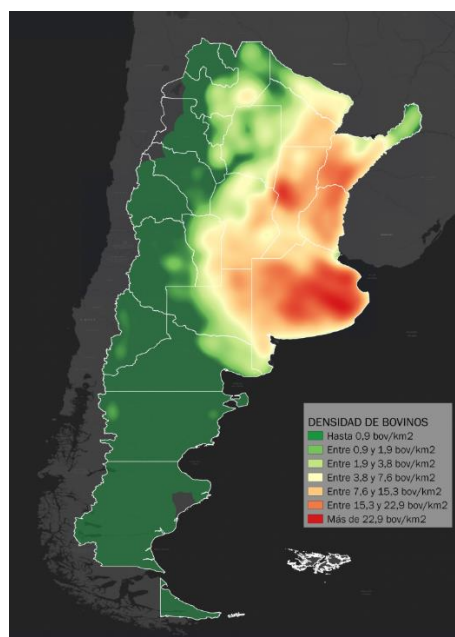 DENSIDAD DE BOVINOS
Hasta 0,9 bov/km2
Entre 0,9 y 1,9 bov/km2
Entre 1,9 y 3,8 bov/km2
Entre 3,8 y 7,6 bov/km2
Entre 7,6 y 15,3 bov/km2
Entre 15,3 y 22,9 bov/km2
Más de 22,9 bov/km2